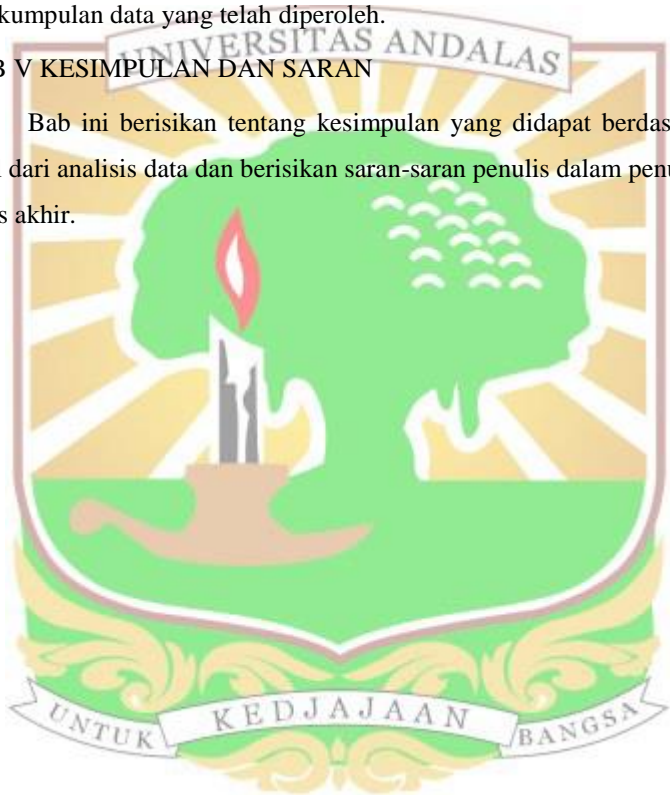 kumpulan data yang telah diperoleh.
UNIVERSITAS ANDALAS
B V KESIMPULAN DAN SARAN
Bab ini berisikan tentang kesimpulan yang didapat berdas
dari analisis data dan berisikan saran-saran penulis dalam penu
s akhir.
UNTUK KEDJAJAAN BANGSA